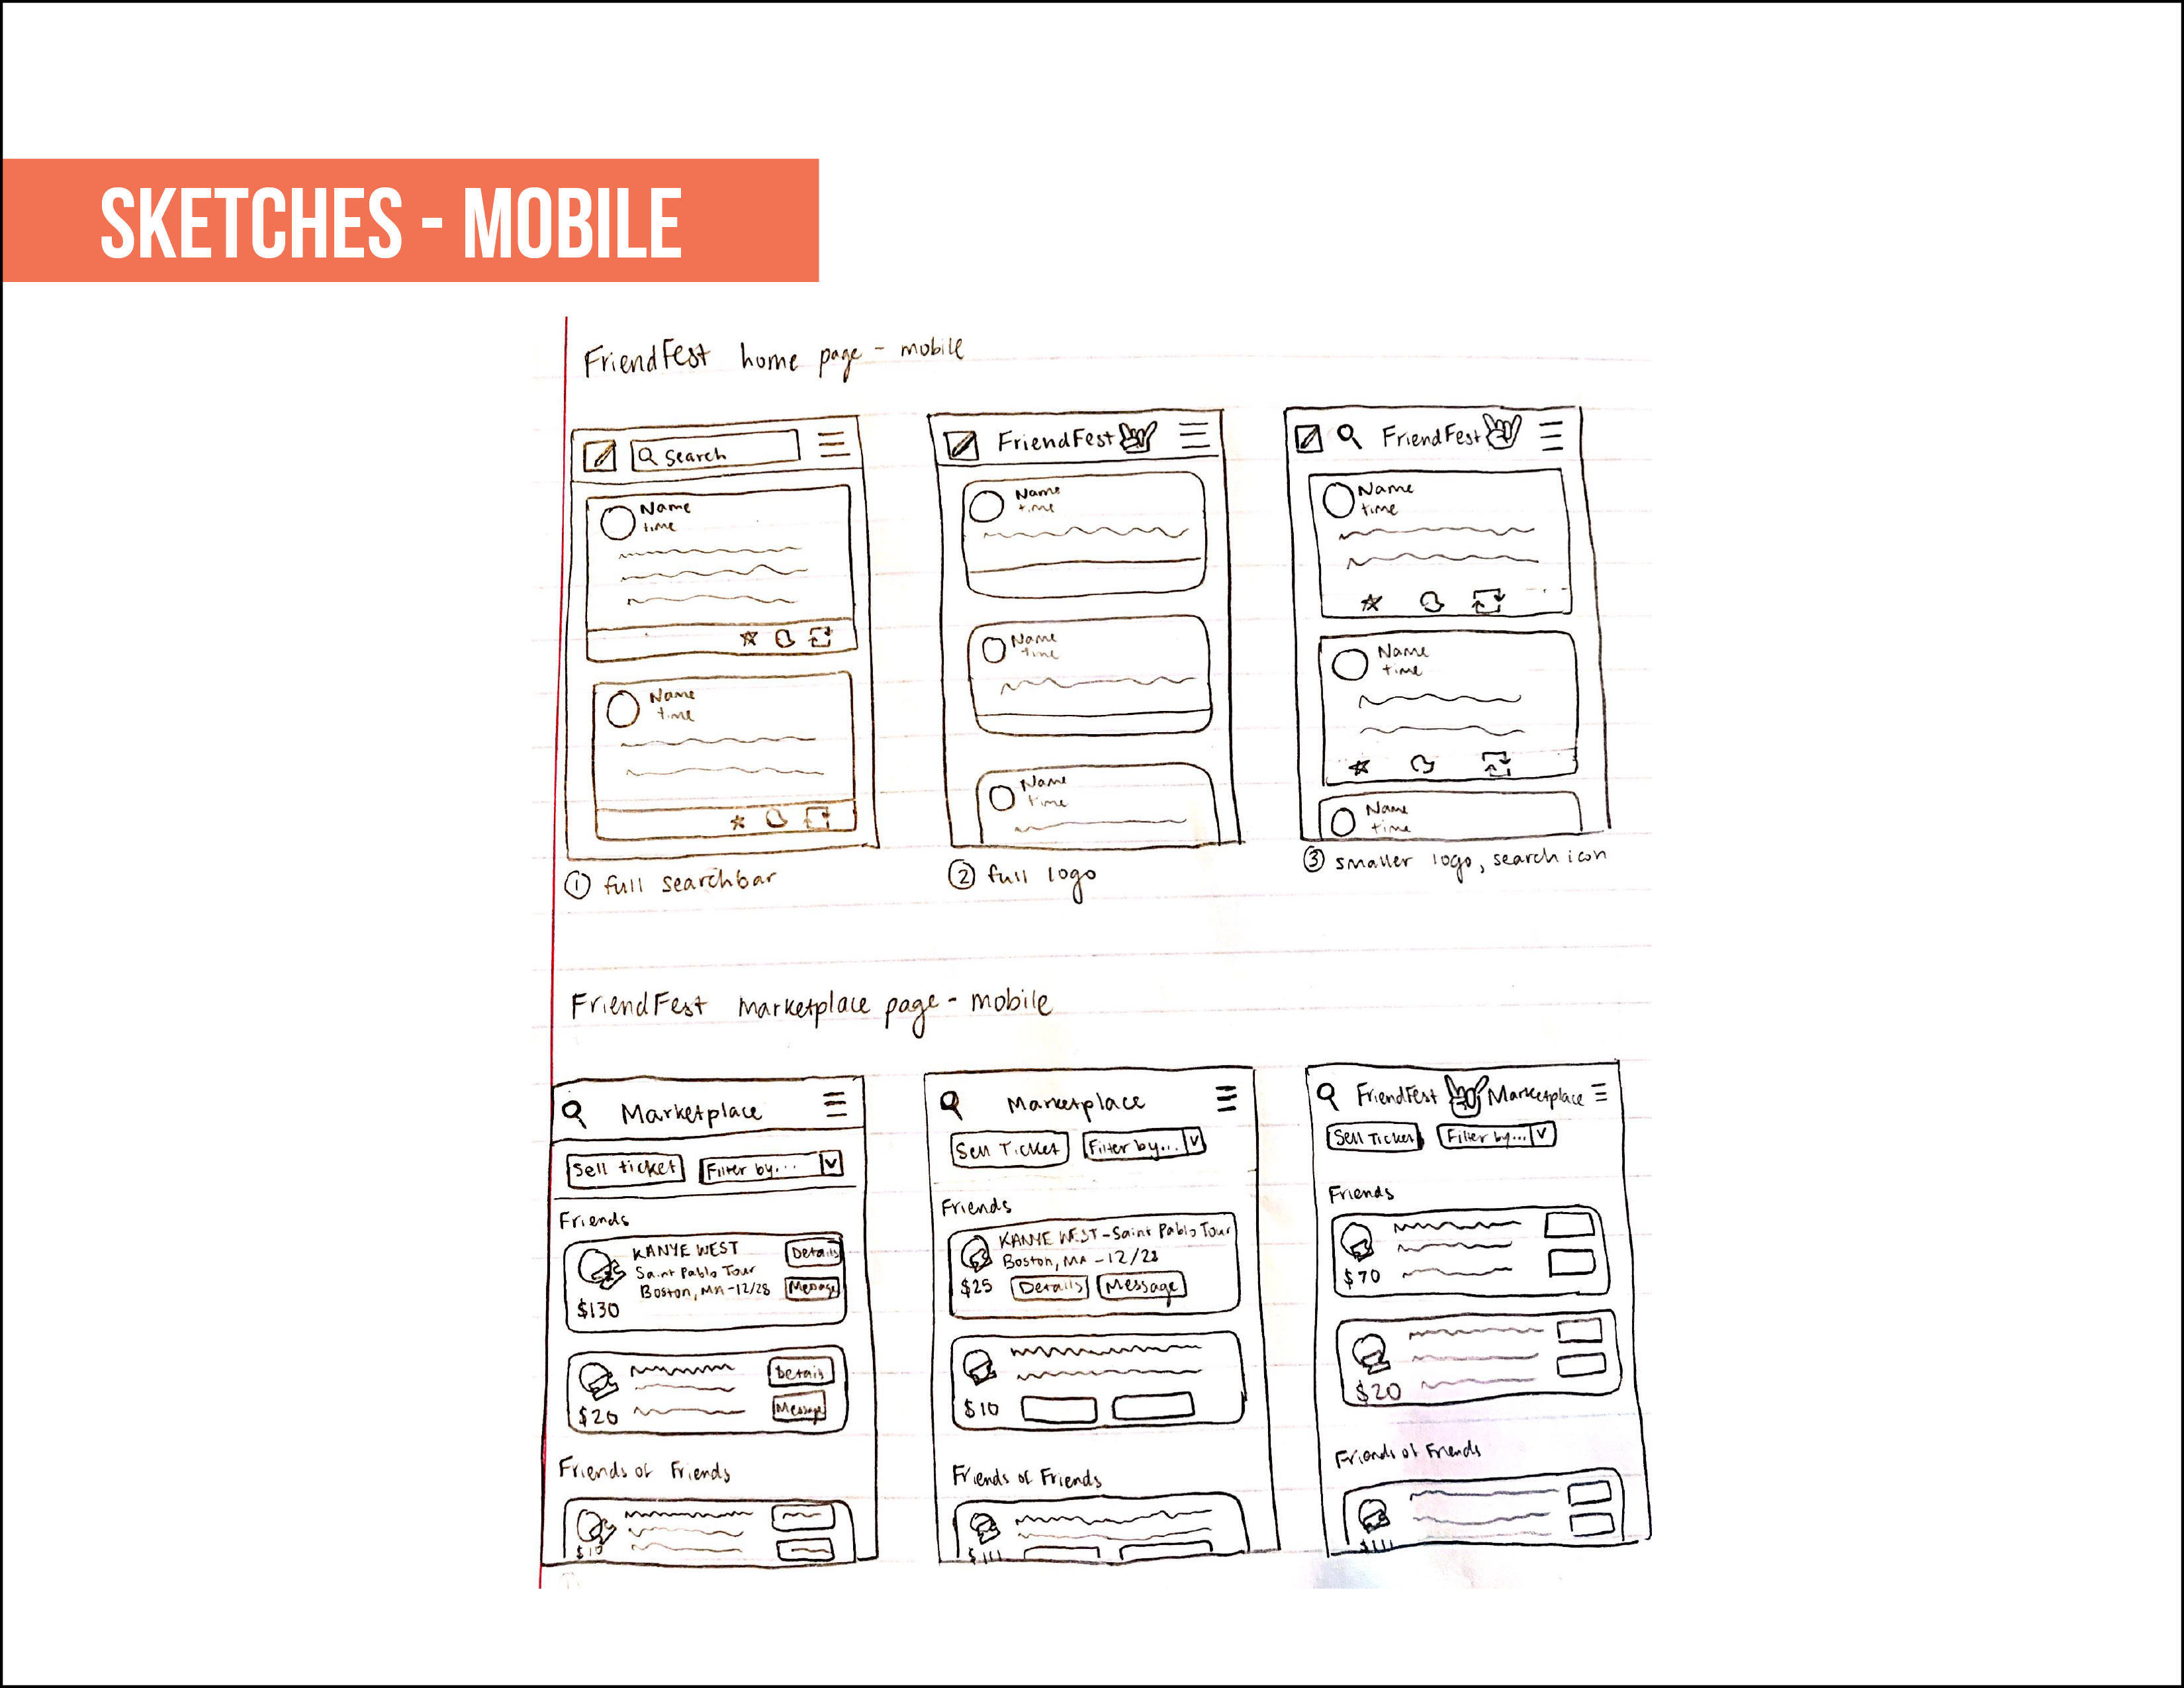 SKETCHES - MOBILE
FriendFest home page - mobile
Search
Name
time
Name
time
① full searchbar
FriendFest
Name
time
Name
time
Name
time
② full logo
FriendFest
Name
time
Name
time
Name
time
③ smaller logo, search icon
FriendFest marketplace page - mobile
Marketplace
Sell ticket
Filter by...
Friends
KANYE WEST
Saint Pablo Tour
Boston, MA -12/28
$130
Details
Message
$20
Details
Message
Friends of Friends
Marketplace
Sell Ticket
Filter by...
Friends
KANYE WEST - Saint Pablo Tour
Boston, MA - 12/28
$25
Details
Message
$10
Friends of Friends
FriendFest Marketplace
Sell Ticket
Filter by...
Friends
$70
$20
Friends of Friends